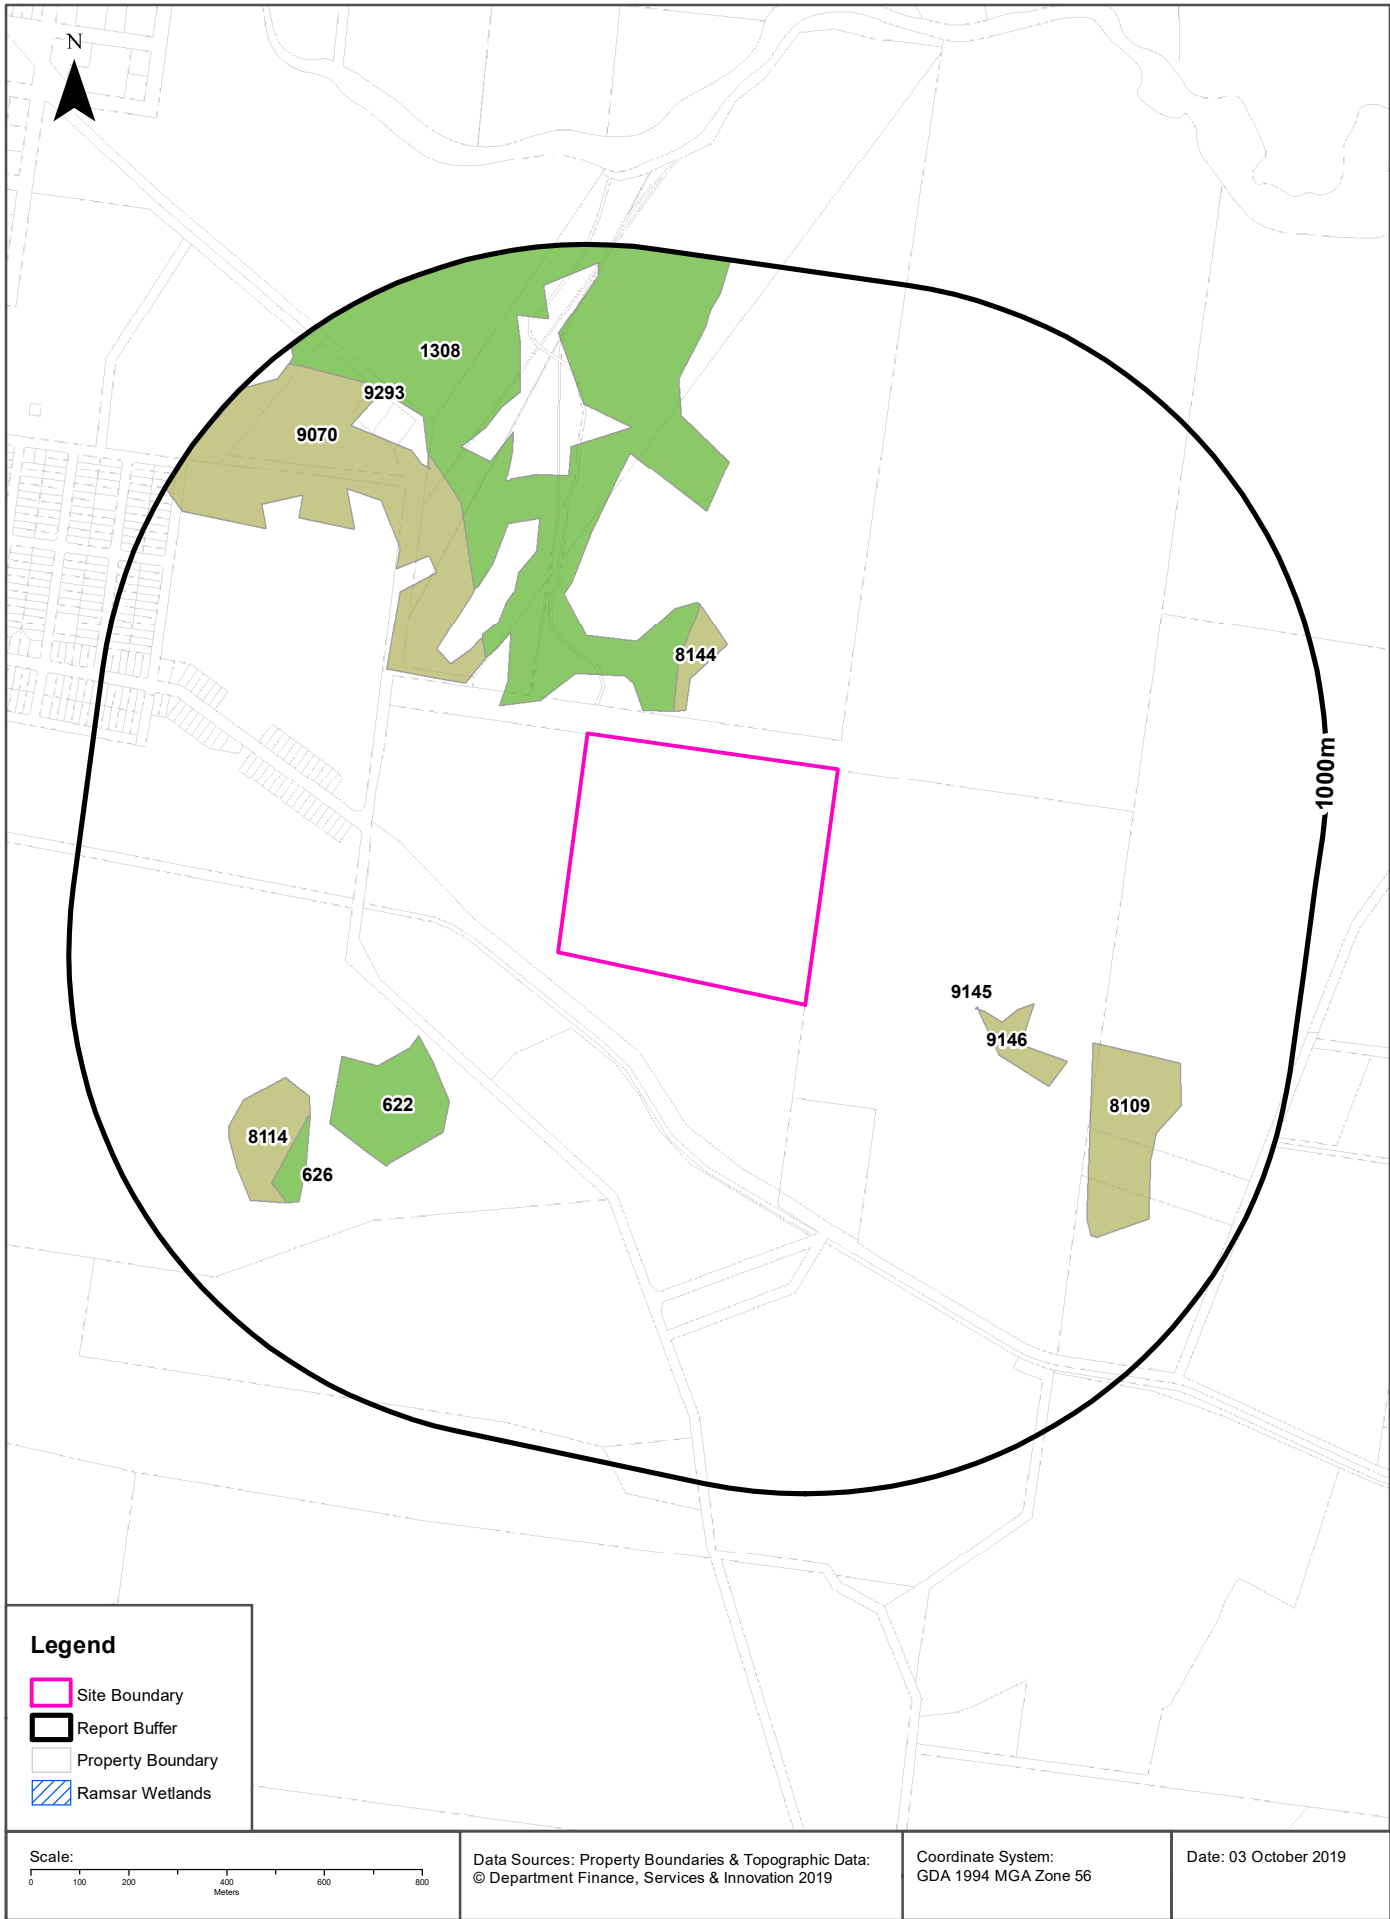 N
1308
9293
9070
8144
1000m
9145
9146
8109
622
8114
626
Legend
Site Boundary
Report Buffer
Property Boundary
Ramsar Wetlands
Scale:
0 100 200 400 600 800
Meters
Data Sources: Property Boundaries & Topographic Data:
© Department Finance, Services & Innovation 2019
Coordinate System:
GDA 1994 MGA Zone 56
Date: 03 October 2019